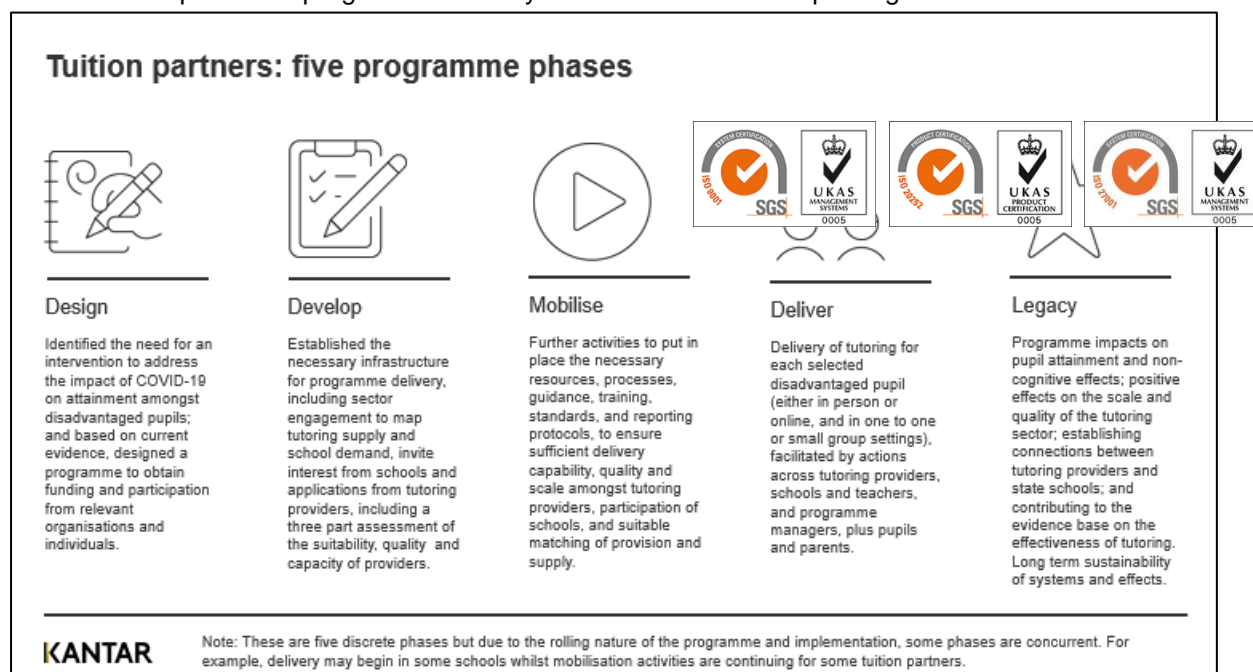 Tuition partners: five programme phases
SYSTEM CERTIFICATION
ISO 9001
SGS
UKAS
MANAGEMENT
SYSTEMS
0005
PRODUCT CERTIFICATION
ISO 20252
SGS
UKAS
PRODUCT
CERTIFICATION
0005
SYSTEM CERTIFICATION
ISO 27001
SGS
UKAS
MANAGEMENT
SYSTEMS
0005
Design
Identified the need for an
intervention to address
the impact of COVID-19
on attainment amongst
disadvantaged pupils;
and based on current
evidence, designed a
programme to obtain
funding and participation
from relevant
organisations and
individuals.
Develop
Established the
necessary infrastructure
for programme delivery,
including sector
engagement to map
tutoring supply and
school demand, invite
interest from schools and
applications from tutoring
providers, including a
three part assessment of
the suitability, quality and
capacity of providers.
Mobilise
Further activities to put in
place the necessary
resources, processes,
guidance, training,
standards, and reporting
protocols, to ensure
sufficient delivery
capability, quality and
scale amongst tutoring
providers, participation of
schools, and suitable
matching of provision and
supply.
Deliver
Delivery of tutoring for
each selected
disadvantaged pupil
(either in person or
online, and in one to one
or small group settings),
facilitated by actions
across tutoring providers,
schools and teachers,
and programme
managers, plus pupils
and parents.
Legacy
Programme impacts on
pupil attainment and non-
cognitive effects; positive
effects on the scale and
quality of the tutoring
sector; establishing
connections between
tutoring providers and
state schools; and
contributing to the
evidence base on the
effectiveness of tutoring.
Long term sustainability
of systems and effects.
KANTAR
Note: These are five discrete phases but due to the rolling nature of the programme and implementation, some phases are concurrent. For
example, delivery may begin in some schools whilst mobilisation activities are continuing for some tuition partners.